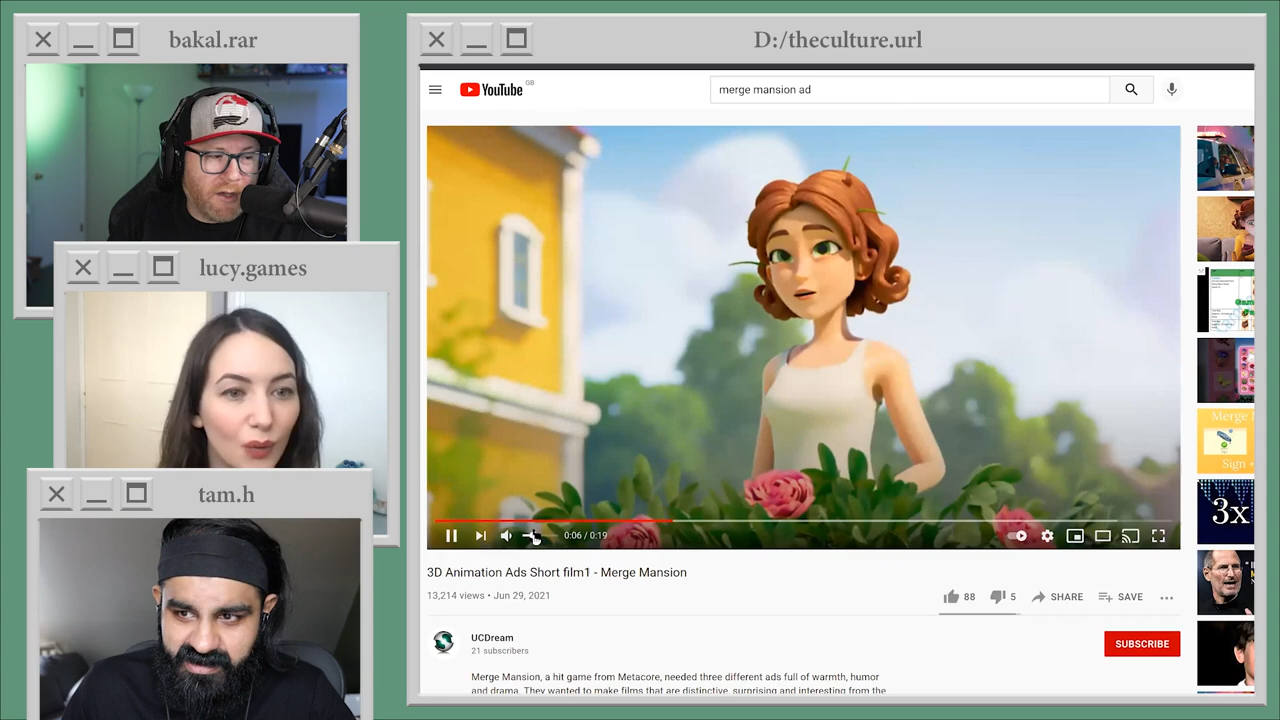 bakal.rar
D:/theculture.url
YouTube GB
merge mansion ad
lucy.games
tam.h
0:06 / 0:19
3D Animation Ads Short film1 - Merge Mansion
13,214 views • Jun 29, 2021
88
5
SHARE
SAVE
UCDream
21 subscribers
SUBSCRIBE
Merge Mansion, a hit game from Metacore, needed three different ads full of warmth, humor
and drama. They wanted to make films that are distinctive, surprising and interesting from the
Merge
Sign
3x